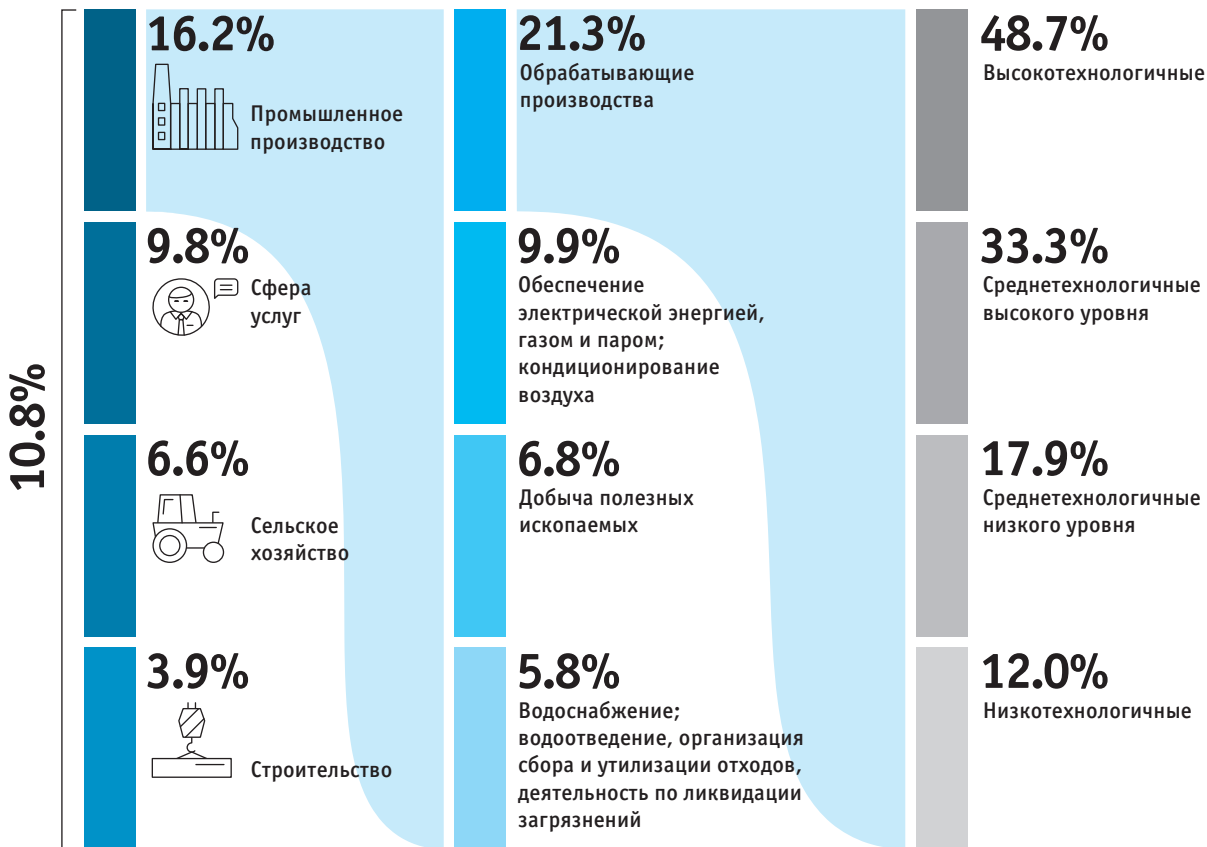 10.8%
16.2%
Промышленное
производство
9.8%
Сфера
услуг
6.6%
Сельское
хозяйство
3.9%
Строительство
21.3%
Обрабатывающие
производства
9.9%
Обеспечение
электрической энергией,
газом и паром;
кондиционирование
воздуха
6.8%
Добыча полезных
ископаемых
5.8%
Водоснабжение;
водоотведение, организация
сбора и утилизации отходов,
деятельность по ликвидации
загрязнений
48.7%
Высокотехнологичные
33.3%
Среднетехнологичные
высокого уровня
17.9%
Среднетехнологичные
низкого уровня
12.0%
Низкотехнологичные